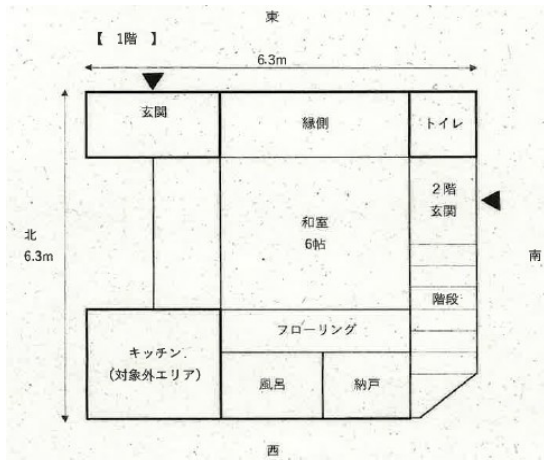 東
【 1階 】
6.3m
玄関
縁側
トイレ
2階
玄関
和室
6帖
北
6.3m
南
階段
フローリング
キッチン
(対象外エリア)
風呂
納戸
西